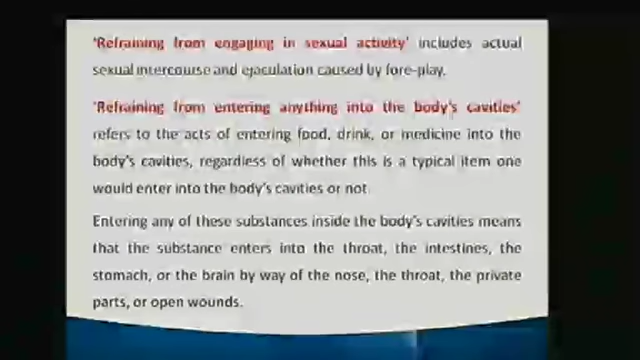 'Refraining from engaging in sexual activity' includes actual
sexual intercourse and ejaculation caused by fore-play.
'Refraining from entering anything into the body's cavities'
refers to the acts of entering food, drink, or medicine into the
body's cavities, regardless of whether this is a typical item one
would enter into the body's cavities or not.
Entering any of these substances inside the body's cavities means
that the substance enters into the throat, the intestines, the
stomach, or the brain by way of the nose, the throat, the private
parts, or open wounds.